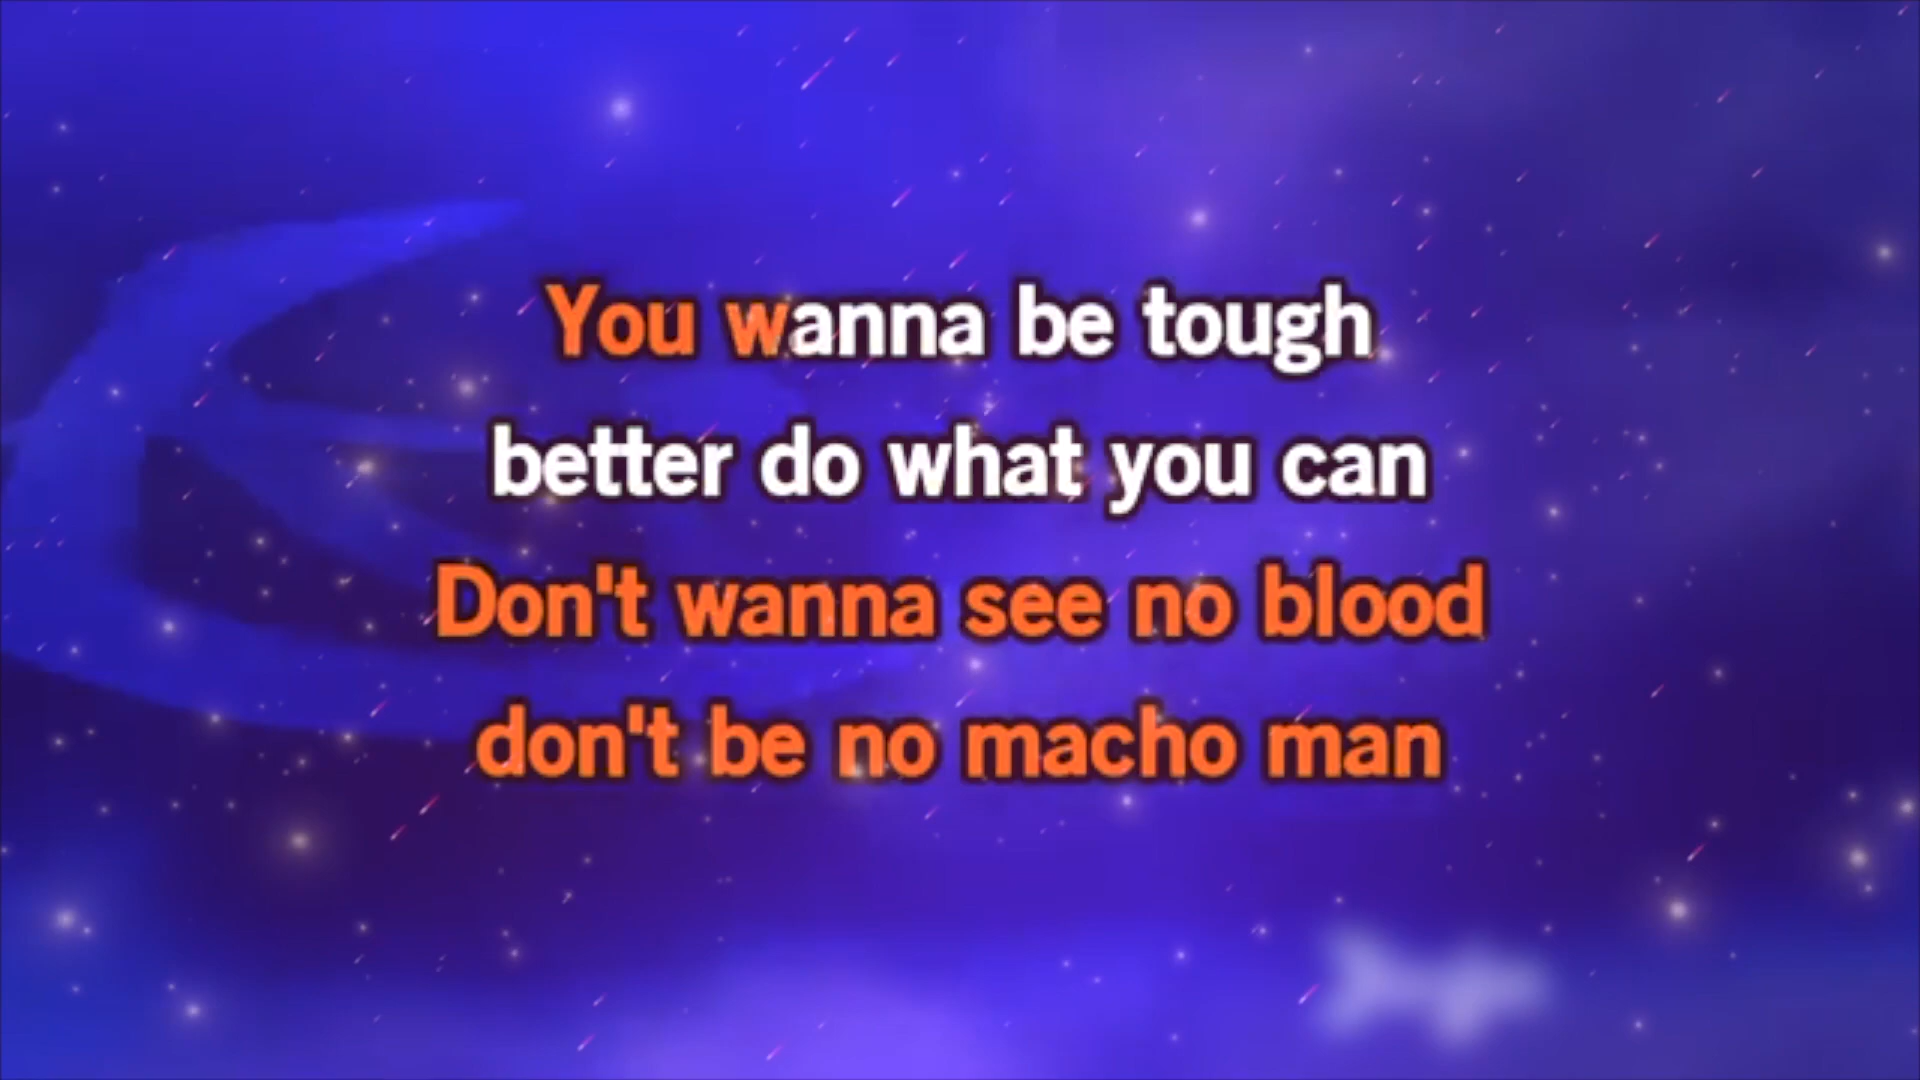 You wanna be tough
better do what you can
Don't wanna see no blood
don't be no macho man